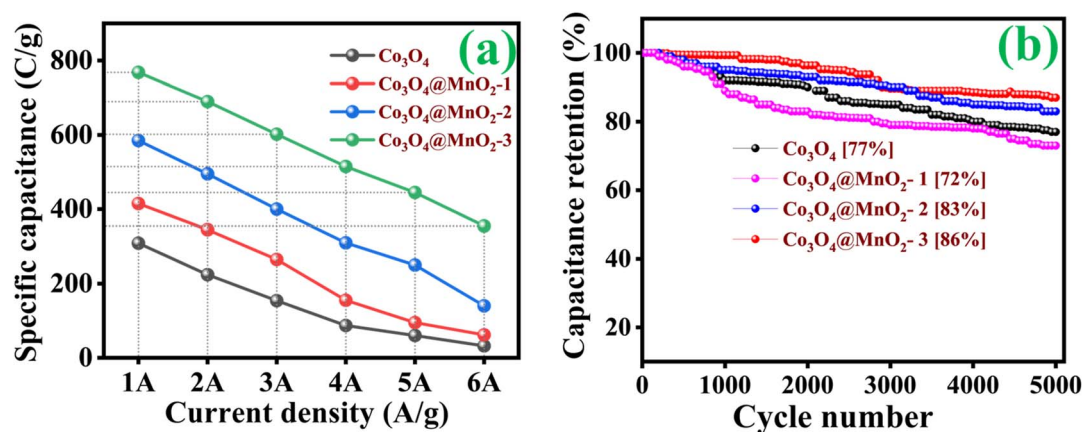 (a)
Specific capacitance (C/g)
800
600
400
200
0
Co₃O₄
Co₃O₄@MnO₂-1
Co₃O₄@MnO₂-2
Co₃O₄@MnO₂-3
1A 2A 3A 4A 5A 6A
Current density (A/g)
(b)
Capacitance retention (%)
100
80
60
40
20
Co₃O₄ [77%]
Co₃O₄@MnO₂- 1 [72%]
Co₃O₄@MnO₂- 2 [83%]
Co₃O₄@MnO₂- 3 [86%]
0 1000 2000 3000 4000 5000
Cycle number